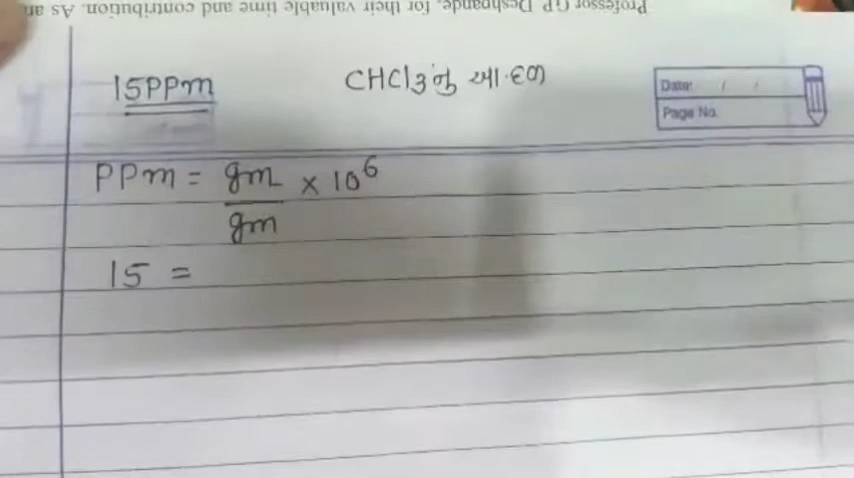 Professor G.P. Deshpande, for their valuable time and contribution. As an
15PPm
CHCl3નું આ.દળ
Date: / /
Page No.
PPm = gm/gm × 10^6
15 =